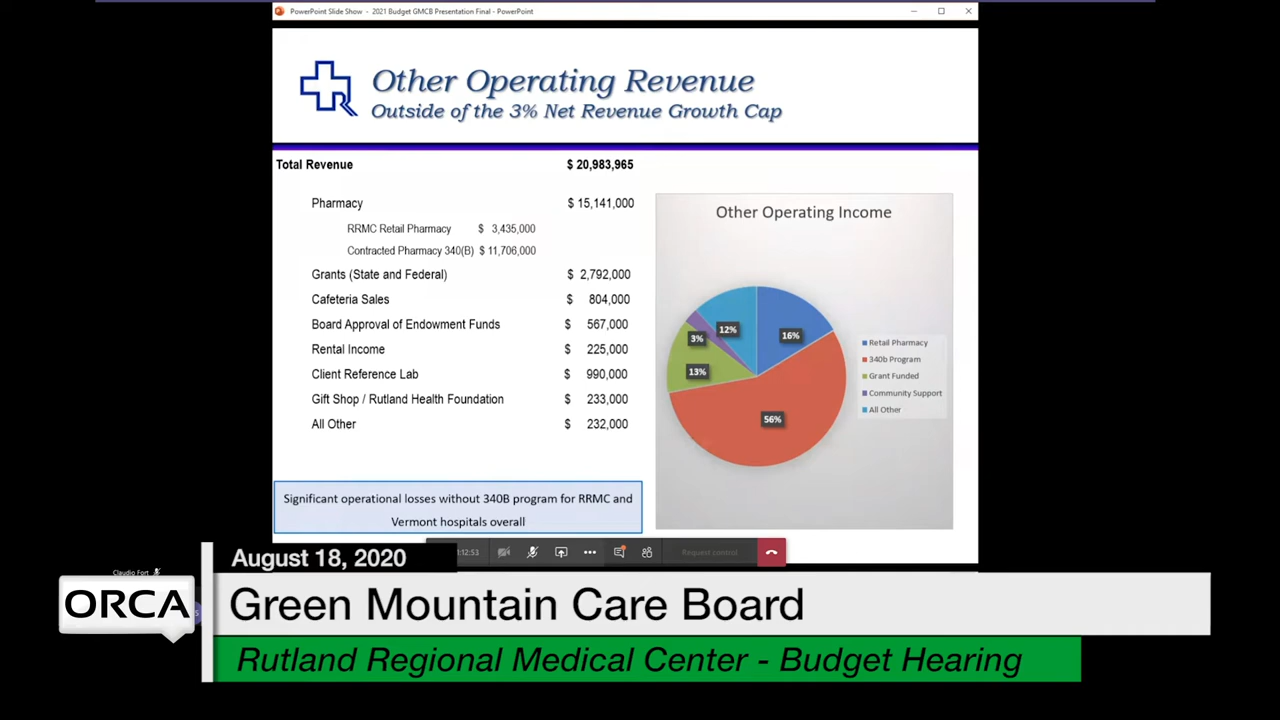 PowerPoint Slide Show - 2021 Budget GMCB Presentation Final - PowerPoint
Other Operating Revenue
Outside of the 3% Net Revenue Growth Cap
Total Revenue $ 20,983,965
Pharmacy $ 15,141,000
RRMC Retail Pharmacy $ 3,435,000
Contracted Pharmacy 340(B) $ 11,706,000
Grants (State and Federal) $ 2,792,000
Cafeteria Sales $ 804,000
Board Approval of Endowment Funds $ 567,000
Rental Income $ 225,000
Client Reference Lab $ 990,000
Gift Shop / Rutland Health Foundation $ 233,000
All Other $ 232,000
Significant operational losses without 340B program for RRMC and
Vermont hospitals overall
Other Operating Income
12%
16%
3%
13%
56%
Retail Pharmacy
340b Program
Grant Funded
Community Support
All Other
Request control
August 18, 2020
Claudio Fort
ORCA
Green Mountain Care Board
Rutland Regional Medical Center - Budget Hearing